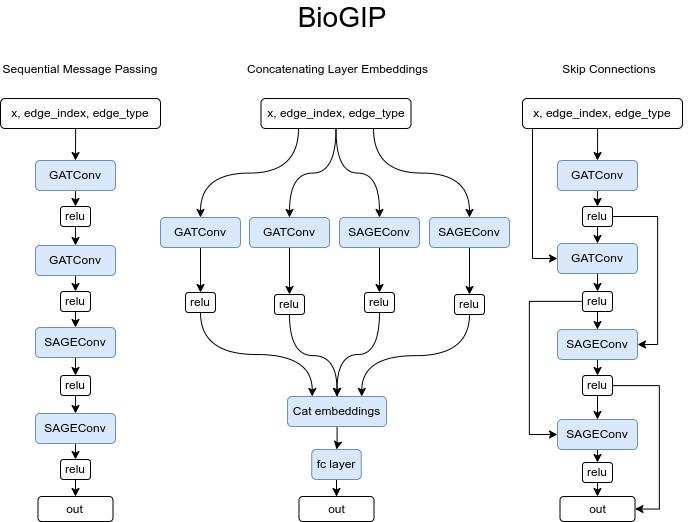 BioGIP
Sequential Message Passing
x, edge_index, edge_type
GATConv
relu
GATConv
relu
SAGEConv
relu
SAGEConv
relu
out
Concatenating Layer Embeddings
x, edge_index, edge_type
GATConv
GATConv
SAGEConv
SAGEConv
relu
relu
relu
relu
Cat embeddings
fc layer
out
Skip Connections
x, edge_index, edge_type
GATConv
relu
GATConv
relu
SAGEConv
relu
SAGEConv
relu
out